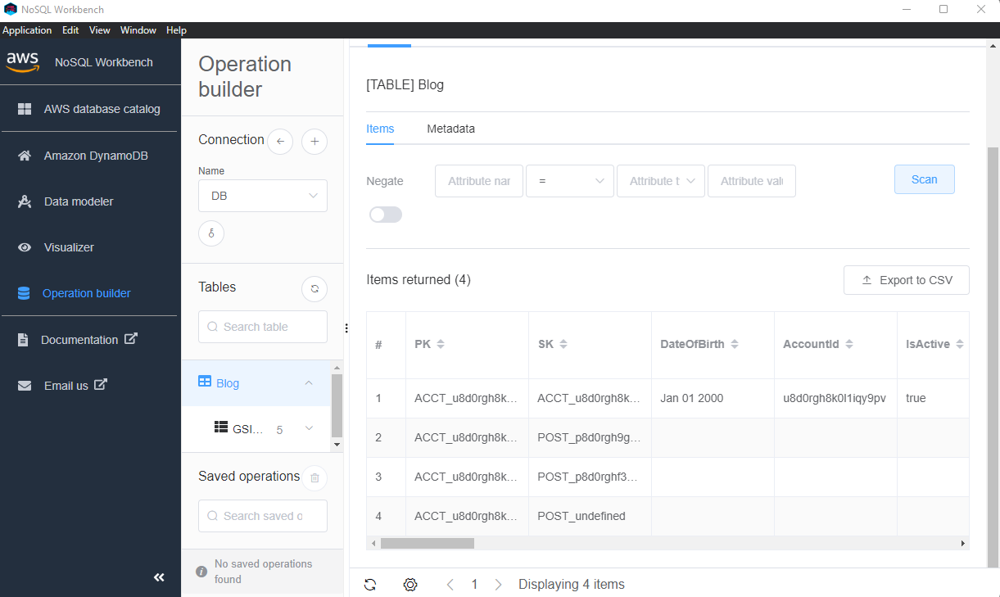 NoSQL Workbench
Application Edit View Window Help
aws NoSQL Workbench
AWS database catalog
Amazon DynamoDB
Data modeler
Visualizer
Operation builder
Documentation
Email us
Operation
builder
Connection
Name
DB
Tables
Search table
Blog
GSI... 5
Saved operations
Search saved o
No saved operations
found
[TABLE] Blog
Items Metadata
Negate Attribute nar = Attribute t Attribute valu Scan
Items returned (4) Export to CSV
# PK SK DateOfBirth AccountId IsActive
1 ACCT_u8d0rgh8k... ACCT_u8d0rgh8k... Jan 01 2000 u8d0rgh8k0l1iqy9pv true
2 ACCT_u8d0rgh8k... POST_p8d0rgh9g...
3 ACCT_u8d0rgh8k... POST_p8d0rghf3...
4 ACCT_u8d0rgh8k... POST_undefined
1 Displaying 4 items